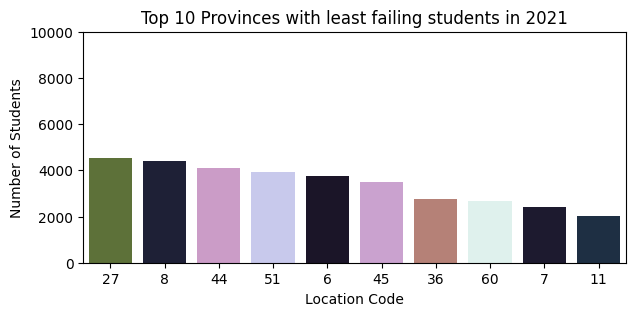 Top 10 Provinces with least failing students in 2021
Number of Students
10000
8000
6000
4000
2000
0
27 8 44 51 6 45 36 60 7 11
Location Code